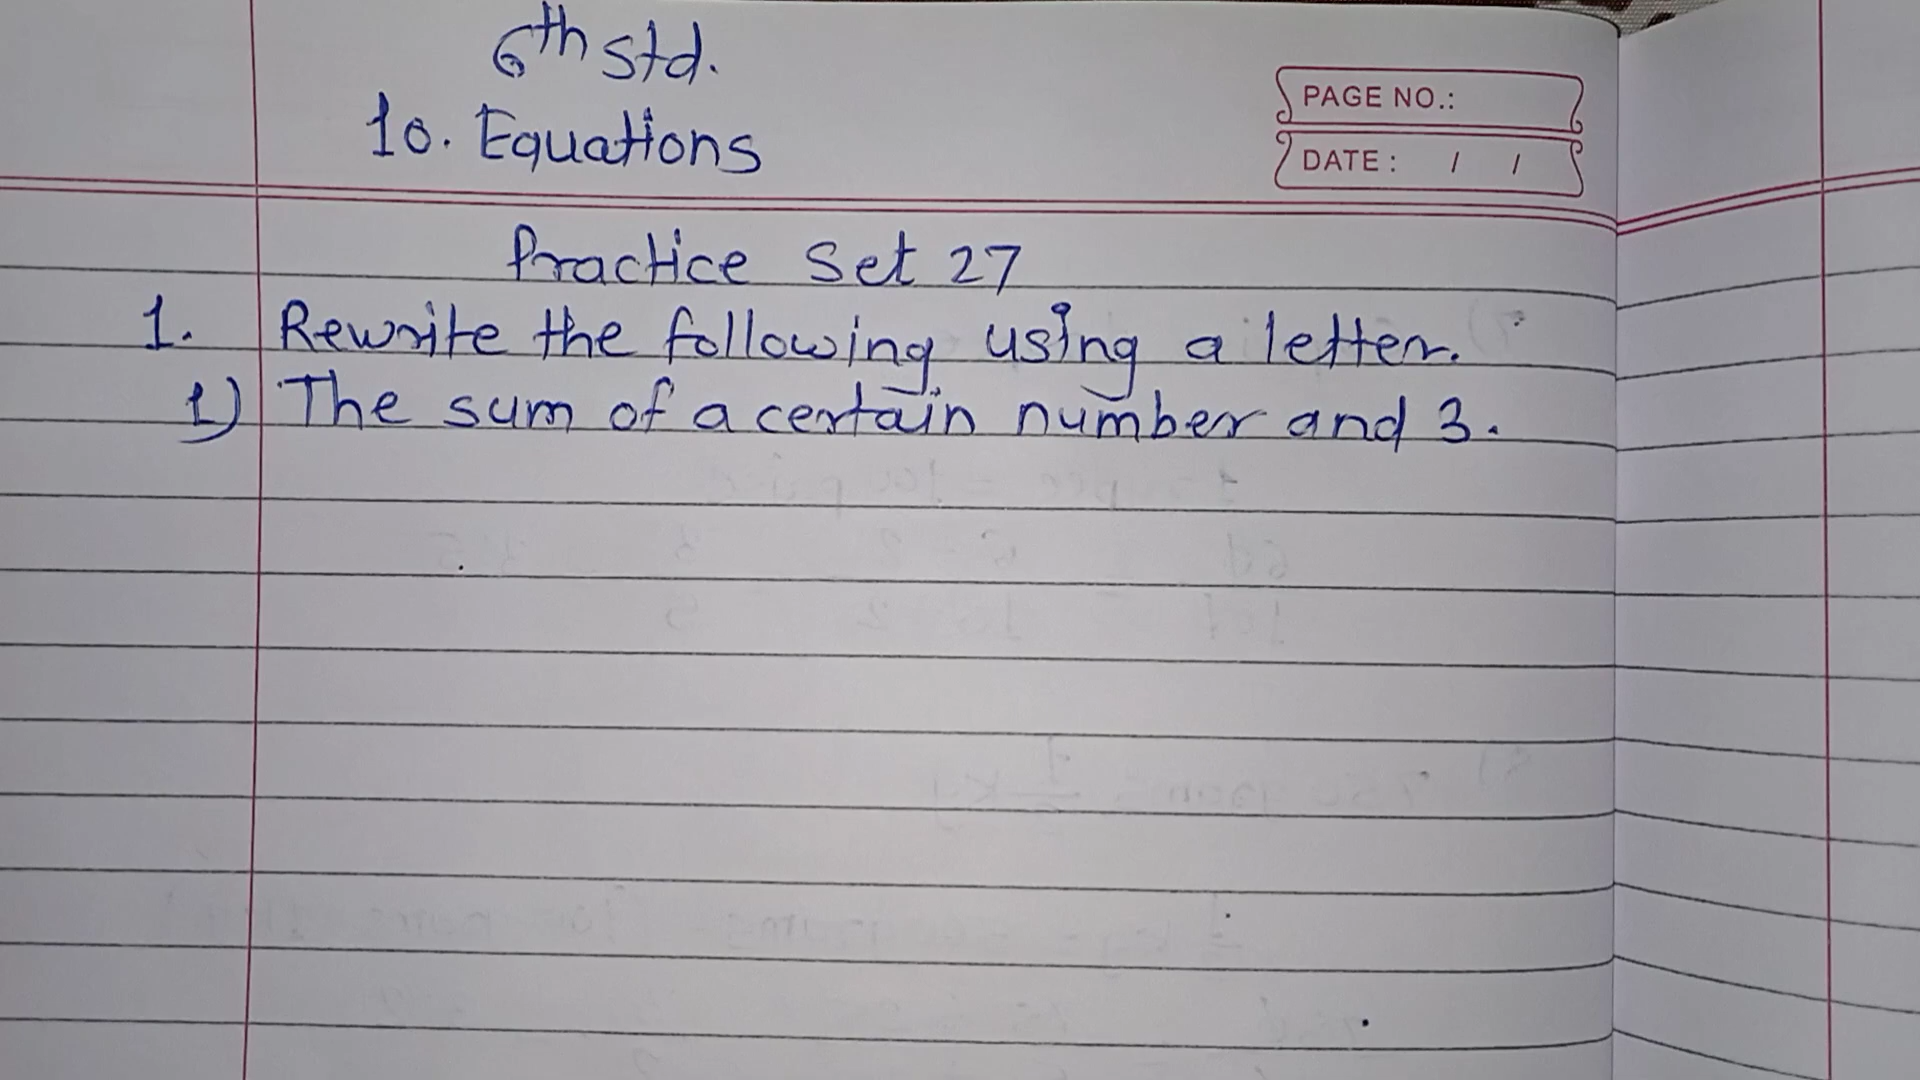 6th std.
10. Equations
PAGE NO.:
DATE: / /
Practice Set 27
1. Rewrite the following using a letter.
1) The sum of a certain number and 3.